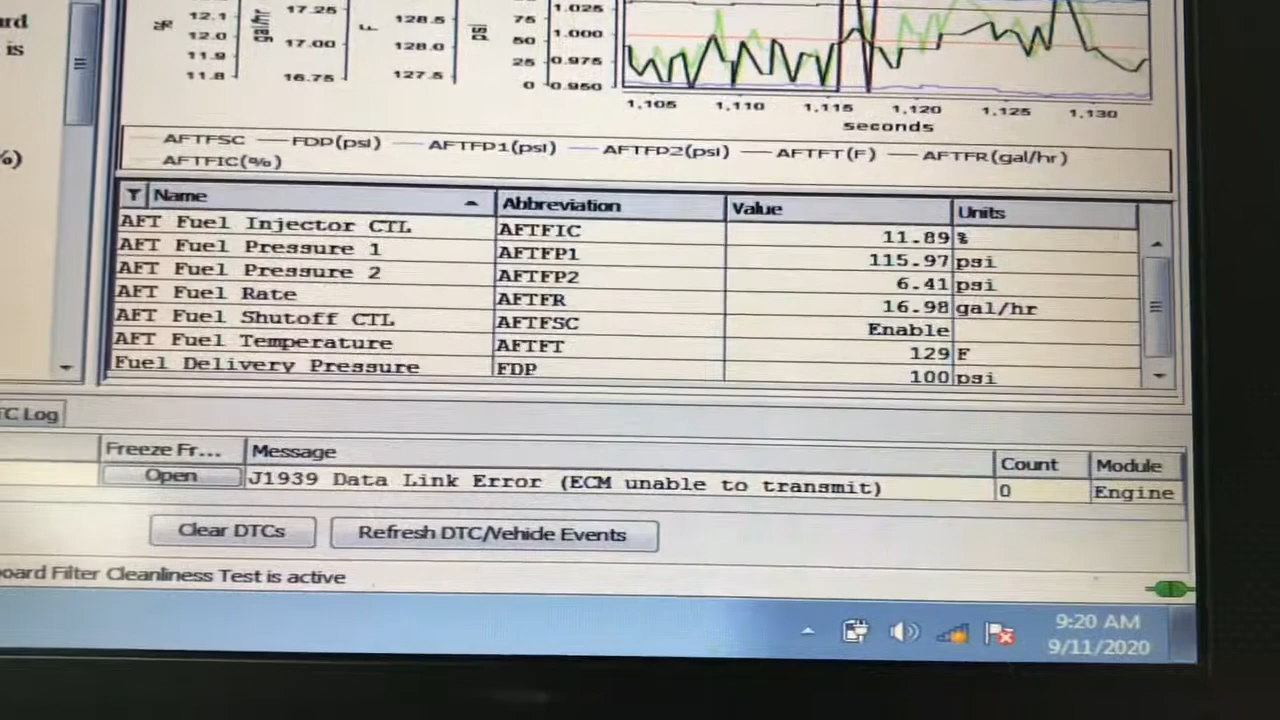 ard
is
%)
12.1
12.0
11.9
11.8
%
17.25
17.00
16.75
gal/hr
128.5
128.0
127.5
F
75
50
25
0
psi
1.025
1.000
0.975
0.950
1,105 1,110 1,115 1,120 1,125 1,130
seconds
AFTFSC FDP(psi) AFTFP1(psi) AFTFP2(psi) AFTFT(F) AFTFR(gal/hr)
AFTFIC(%)
Name Abbreviation Value Units
AFT Fuel Injector CTL AFTFIC 11.89 %
AFT Fuel Pressure 1 AFTFP1 115.97 psi
AFT Fuel Pressure 2 AFTFP2 6.41 psi
AFT Fuel Rate AFTFR 16.98 gal/hr
AFT Fuel Shutoff CTL AFTFSC Enable
AFT Fuel Temperature AFTFT 129 F
Fuel Delivery Pressure FDP 100 psi
TC Log
Freeze Fr... Message Count Module
Open J1939 Data Link Error (ECM unable to transmit) 0 Engine
Clear DTCs Refresh DTC/Vehicle Events
board Filter Cleanliness Test is active
9:20 AM
9/11/2020